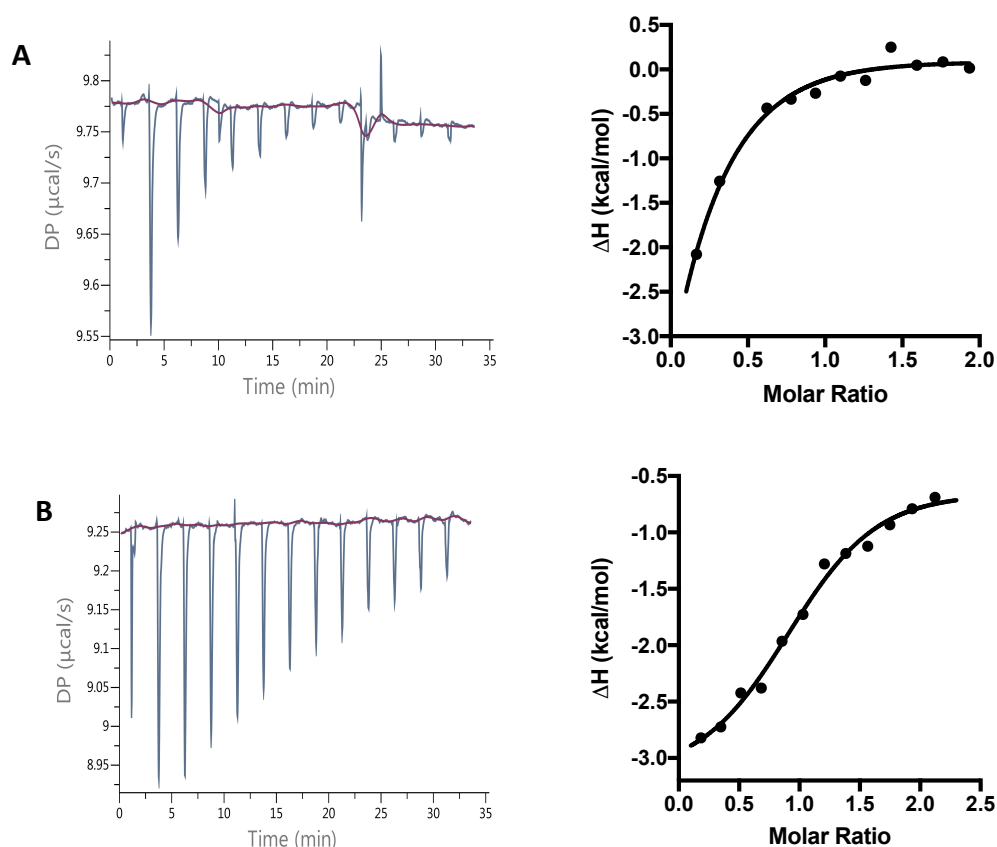 A
DP (µcal/s)
9.8
9.75
9.7
9.65
9.6
9.55
0 5 10 15 20 25 30 35
Time (min)
ΔH (kcal/mol)
0.5
0.0
-0.5
-1.0
-1.5
-2.0
-2.5
-3.0
0.0 0.5 1.0 1.5 2.0
Molar Ratio
B
DP (µcal/s)
9.25
9.2
9.15
9.1
9.05
9
8.95
0 5 10 15 20 25 30 35
Time (min)
ΔH (kcal/mol)
-0.5
-1.0
-1.5
-2.0
-2.5
-3.0
0.0 0.5 1.0 1.5 2.0 2.5
Molar Ratio